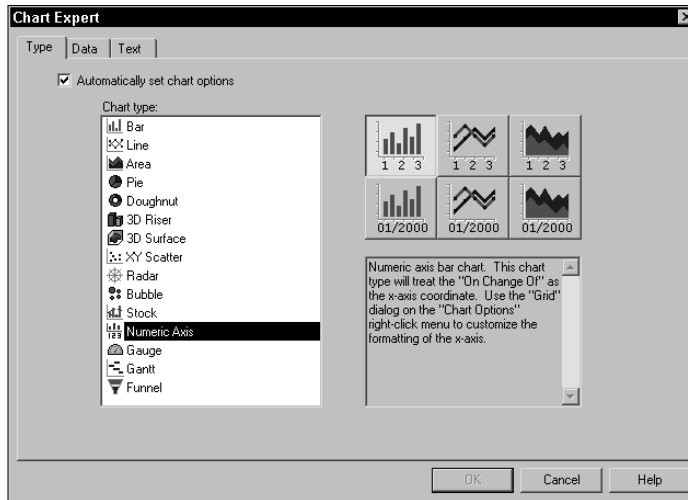 Chart Expert
Type
Data
Text
Automatically set chart options
Chart type:
Bar
Line
Area
Pie
Doughnut
3D Riser
3D Surface
XY Scatter
Radar
Bubble
Stock
123 Numeric Axis
Gauge
Gantt
Funnel
1 2 3
1 2 3
1 2 3
01/2000
01/2000
01/2000
Numeric axis bar chart. This chart
type will treat the "On Change Of" as
the x-axis coordinate. Use the "Grid"
dialog on the "Chart Options"
right-click menu to customize the
formatting of the x-axis.
OK
Cancel
Help